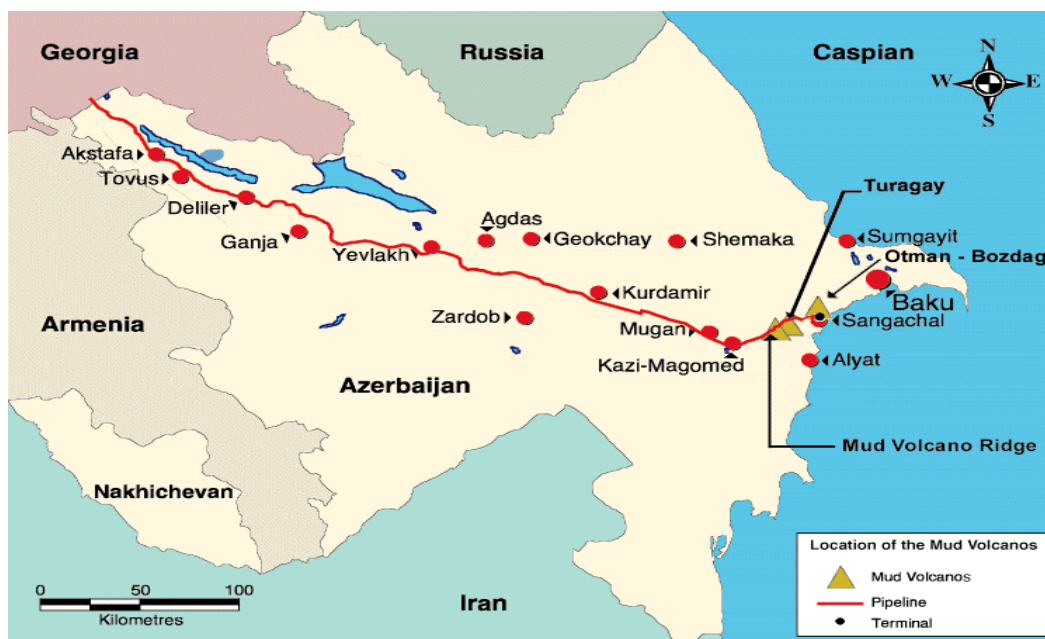 Georgia
Russia
Caspian
N
W
E
S
Akstafa
Tovus
Deliler
Ganja
Yevlakh
Agdas
Geokchay
Shemaka
Turagay
Sumgayit
Otman - Bozdag
Baku
Kurdamir
Zardob
Mugan
Sangachal
Kazi-Magomed
Alyat
Armenia
Azerbaijan
Mud Volcano Ridge
Nakhichevan
Iran
0
50
100
Kilometres
Location of the Mud Volcanos
Mud Volcanos
Pipeline
Terminal